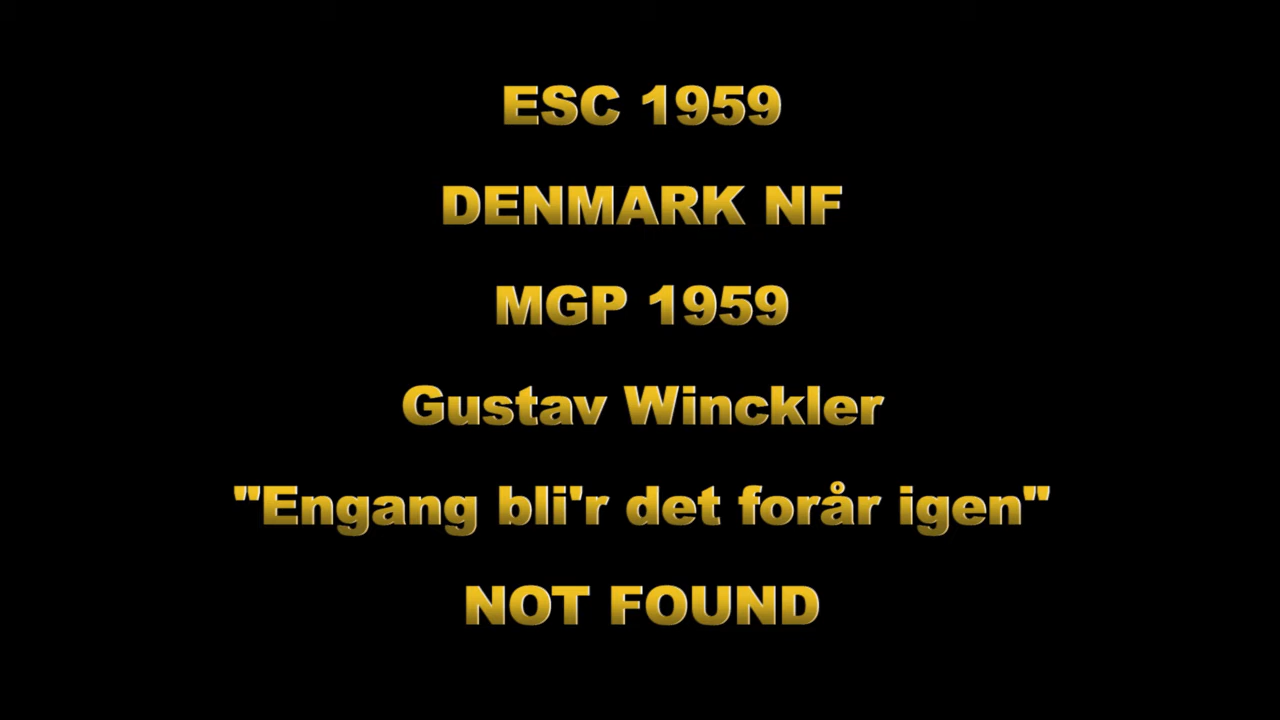 ESC 1959
DENMARK NF
MGP 1959
Gustav Winckler
"Engang bli'r det forår igen"
NOT FOUND